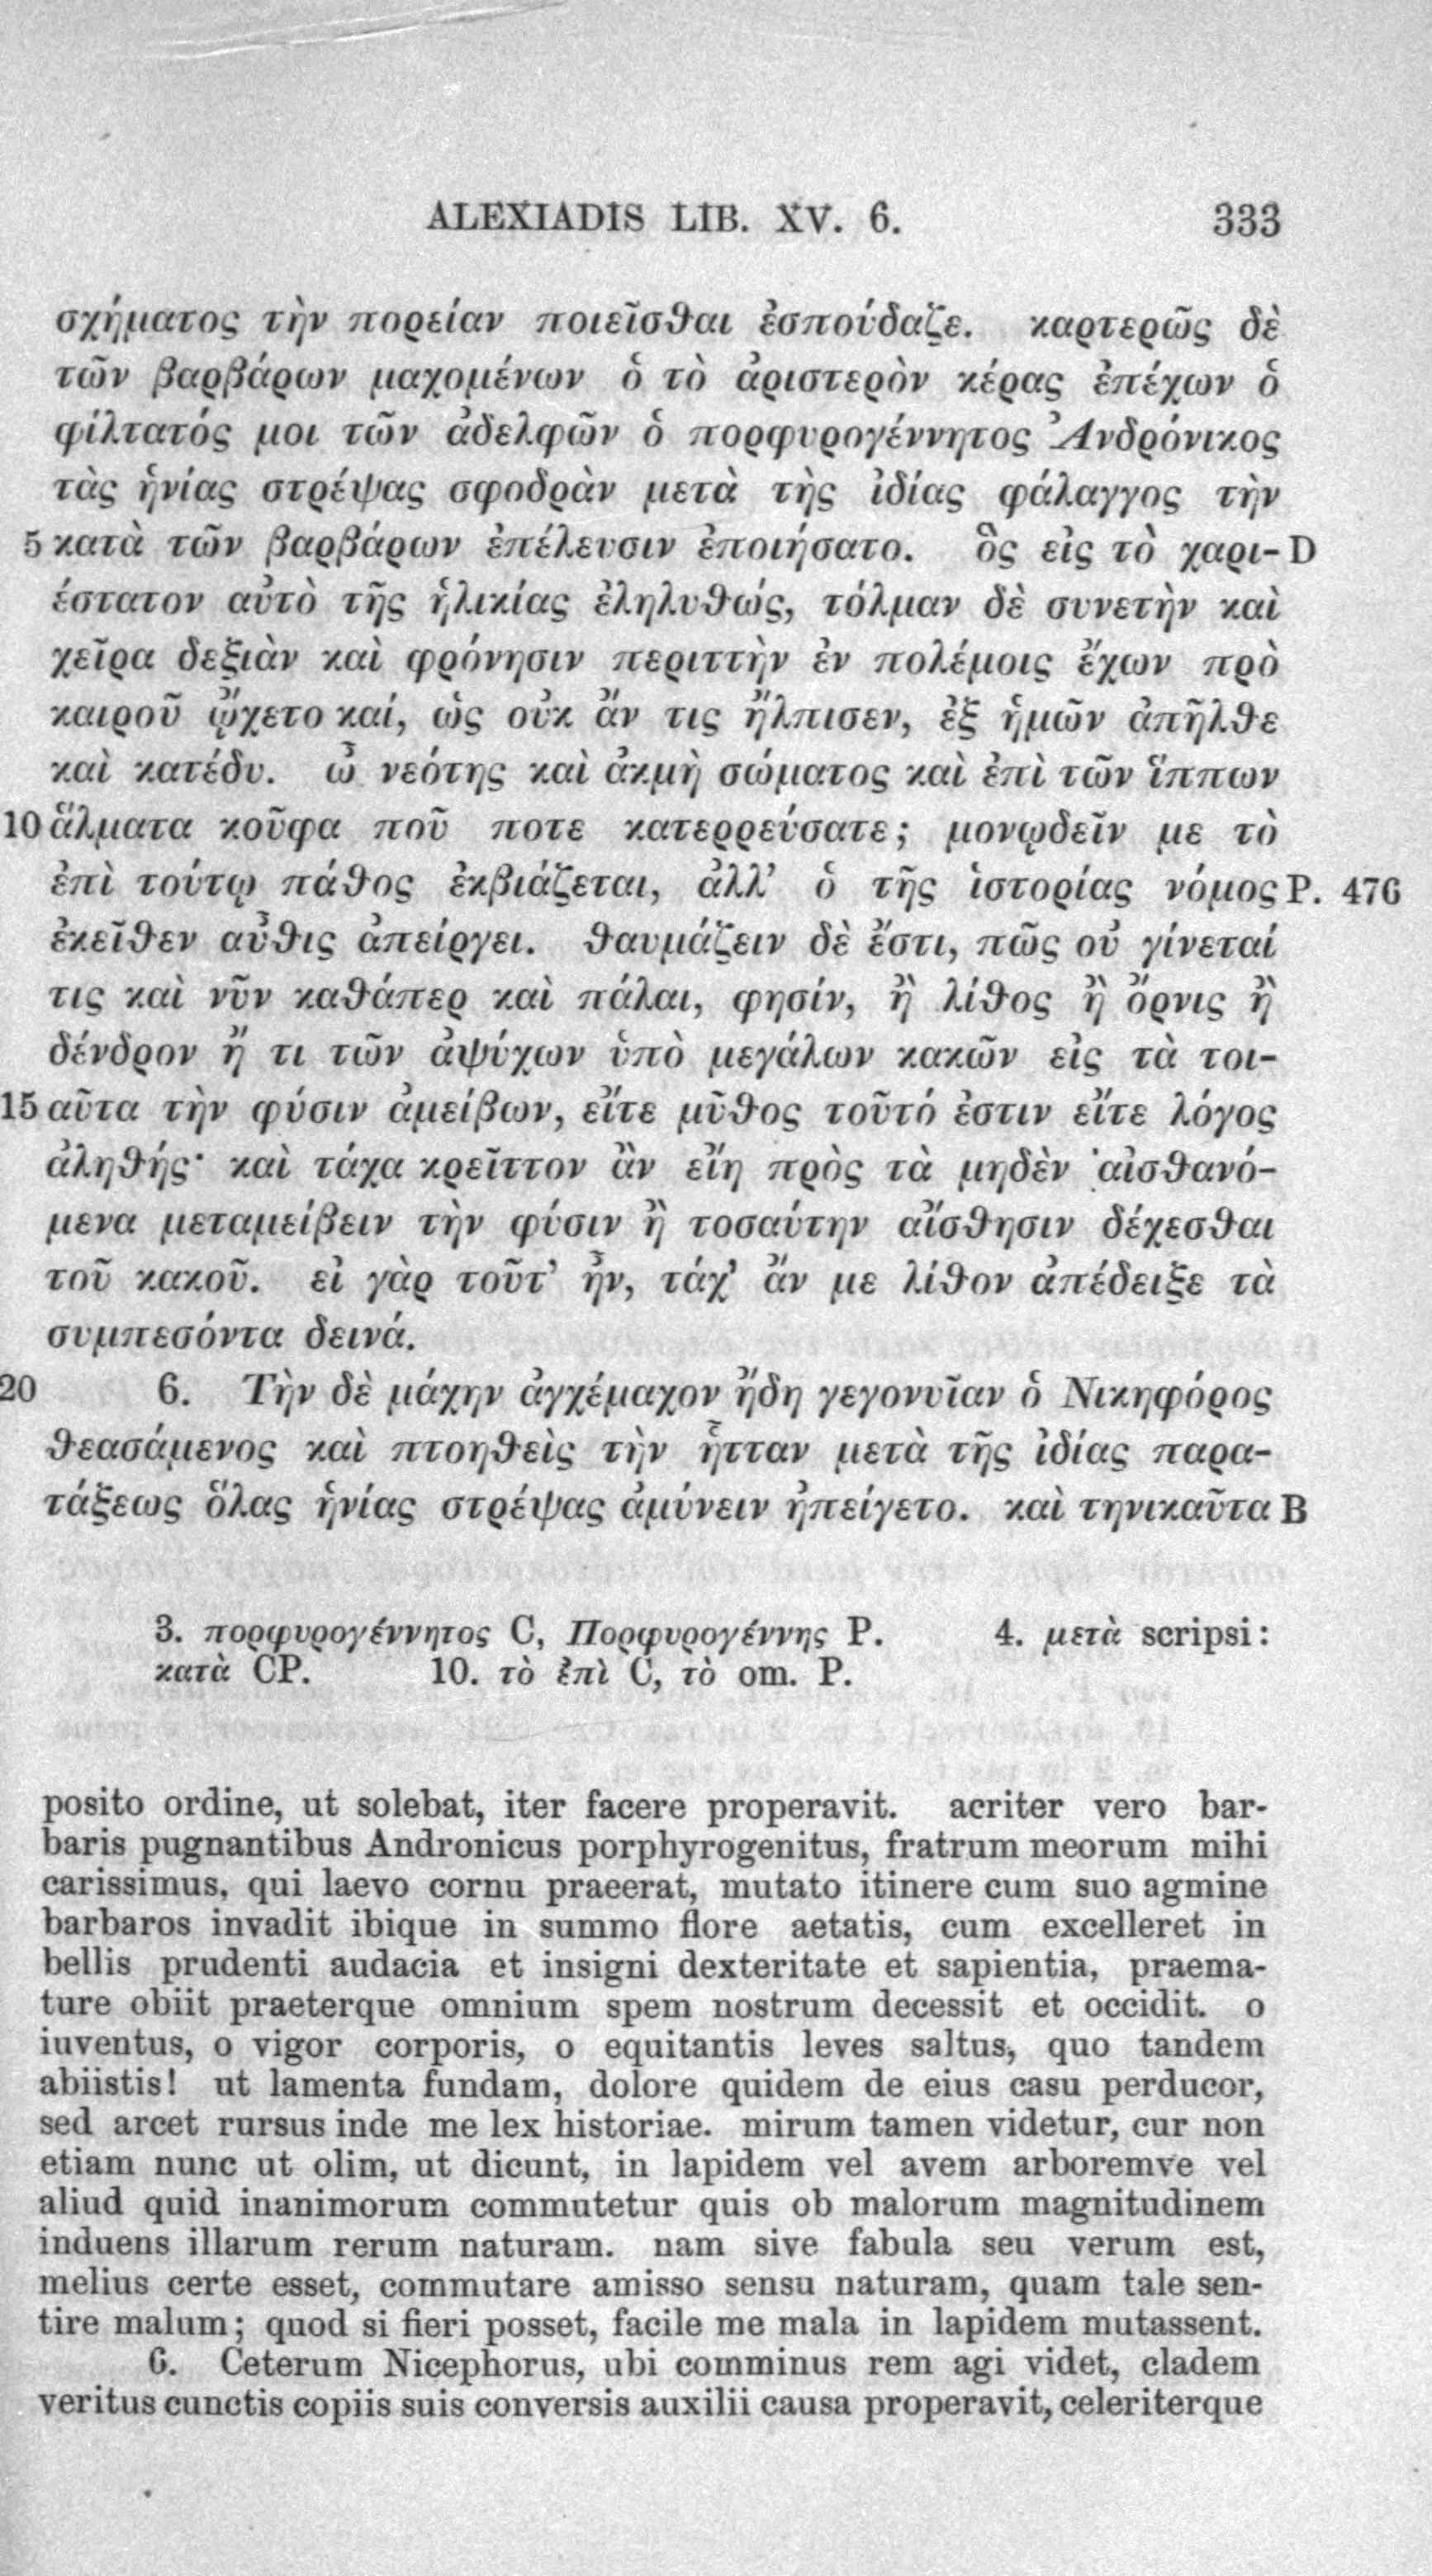 ALEXIADIS LIB. XV. 6. 333
σχήματος τὴν πορείαν ποιεῖσθαι ἐσπούδαζε. καρτερῶς δὲ
τῶν βαρβάρων μαχομένων ὁ τὸ ἀριστερὸν κέρας ἐπέχων ὁ
φίλτατός μοι τῶν ἀδελφῶν ὁ πορφυρογέννητος Ἀνδρόνικος
τὰς ἡνίας στρέψας σφοδρὰν μετὰ τῆς ἰδίας φάλαγγος τὴν
5 κατὰ τῶν βαρβάρων ἐπέλευσιν ἐποιήσατο. ὃς εἰς τὸ χαρι- D
έστατον αὐτὸ τῆς ἡλικίας ἐληλυθώς, τόλμαν δὲ συνετὴν καὶ
χεῖρα δεξιὰν καὶ φρόνησιν περιττὴν ἐν πολέμοις ἔχων πρὸ
καιροῦ ᾤχετο καί, ὡς οὐκ ἄν τις ἤλπισεν, ἐξ ἡμῶν ἀπῆλθε
καὶ κατέδυ. ὦ νεότης καὶ ἀκμὴ σώματος καὶ ἐπὶ τῶν ἵππων
10 ἅλματα κοῦφα ποῦ ποτε κατερρεύσατε; μονῳδεῖν με τὸ
ἐπὶ τούτῳ πάθος ἐκβιάζεται, ἀλλ’ ὁ τῆς ἱστορίας νόμος P. 476
ἐκεῖθεν αὖθις ἀπείργει. θαυμάζειν δὲ ἔστι, πῶς οὐ γίνεταί
τις καὶ νῦν καθάπερ καὶ πάλαι, φησίν, ἢ λίθος ἢ ὄρνις ἢ
δένδρον ἤ τι τῶν ἀψύχων ὑπὸ μεγάλων κακῶν εἰς τὰ τοι-
15 αῦτα τὴν φύσιν ἀμείβων, εἴτε μῦθος τοῦτό ἐστιν εἴτε λόγος
ἀληθής· καὶ τάχα κρεῖττον ἂν εἴη πρὸς τὰ μηδὲν αἰσθανό-
μενα μεταμείβειν τὴν φύσιν ἢ τοσαύτην αἴσθησιν δέχεσθαι
τοῦ κακοῦ. εἰ γὰρ τοῦτ’ ἦν, τάχ’ ἄν με λίθον ἀπέδειξε τὰ
συμπεσόντα δεινά.
20 6. Τὴν δὲ μάχην ἀγχέμαχον ἤδη γεγονυῖαν ὁ Νικηφόρος
θεασάμενος καὶ πτοηθεὶς τὴν ἧτταν μετὰ τῆς ἰδίας παρα-
τάξεως ὅλας ἡνίας στρέψας ἀμύνειν ἠπείγετο. καὶ τηνικαῦτα B
3. πορφυρογέννητος C, Πορφυρογέννης P. 4. μετὰ scripsi:
κατὰ CP. 10. τὸ ἐπὶ C, τὸ om. P.
posito ordine, ut solebat, iter facere properavit. acriter vero bar-
baris pugnantibus Andronicus porphyrogenitus, fratrum meorum mihi
carissimus, qui laevo cornu praeerat, mutato itinere cum suo agmine
barbaros invadit ibique in summo flore aetatis, cum excelleret in
bellis prudenti audacia et insigni dexteritate et sapientia, praema-
ture obiit praeterque omnium spem nostrum decessit et occidit. o
iuventus, o vigor corporis, o equitantis leves saltus, quo tandem
abiistis! ut lamenta fundam, dolore quidem de eius casu perducor,
sed arcet rursus inde me lex historiae. mirum tamen videtur, cur non
etiam nunc ut olim, ut dicunt, in lapidem vel avem arboremve vel
aliud quid inanimorum commutetur quis ob malorum magnitudinem
induens illarum rerum naturam. nam sive fabula seu verum est,
melius certe esset, commutare amisso sensu naturam, quam tale sen-
tire malum; quod si fieri posset, facile me mala in lapidem mutassent.
6. Ceterum Nicephorus, ubi comminus rem agi videt, cladem
veritus cunctis copiis suis conversis auxilii causa properavit, celeriterque